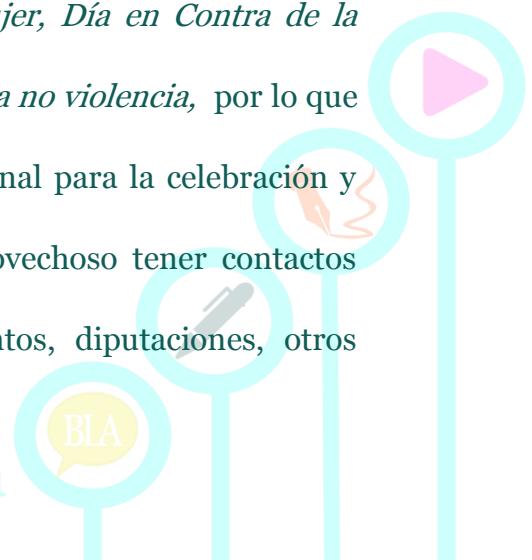 jer, Día en Contra de la
a no violencia, por lo que
nal para la celebración y
ovechoso tener contactos
ntos, diputaciones, otros
BLA